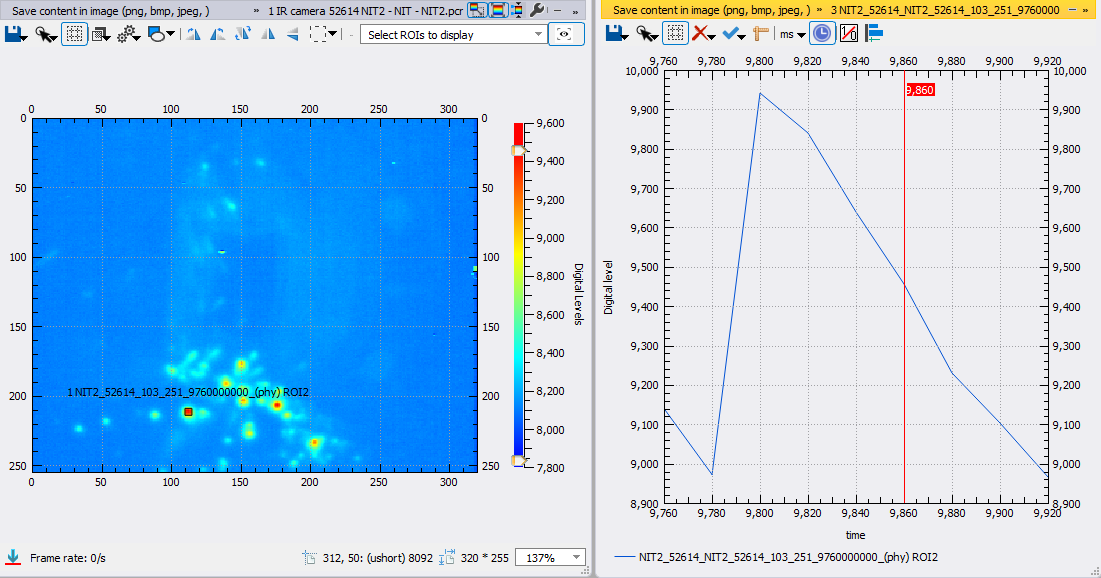 Save content in image (png, bmp, jpeg, )
»
1 IR camera 52614 NIT2 - NIT - NIT2.pcr
»
Select ROIs to display
0 50 100 150 200 250 300
0 0
50 50
100 100
150 150
200 200
250 250
0 50 100 150 200 250 300
1 NIT2_52614_103_251_9760000000_(phy) ROI2
9,600
9,400
9,200
9,000
8,800
8,600
8,400
8,200
8,000
7,800
Digital Levels
Frame rate: 0/s
312, 50: (ushort) 8092
320 * 255
137%
Save content in image (png, bmp, jpeg, )
»
3 NIT2_52614_NIT2_52614_103_251_9760000
»
ms
9,760 9,780 9,800 9,820 9,840 9,860 9,880 9,900 9,920
9,860
10,000 10,000
9,900 9,900
9,800 9,800
9,700 9,700
9,600 9,600
9,500 9,500
9,400 9,400
9,300 9,300
9,200 9,200
9,100 9,100
9,000 9,000
8,900 8,900
Digital level
9,760 9,780 9,800 9,820 9,840 9,860 9,880 9,900 9,920
time
NIT2_52614_NIT2_52614_103_251_9760000000_(phy) ROI2